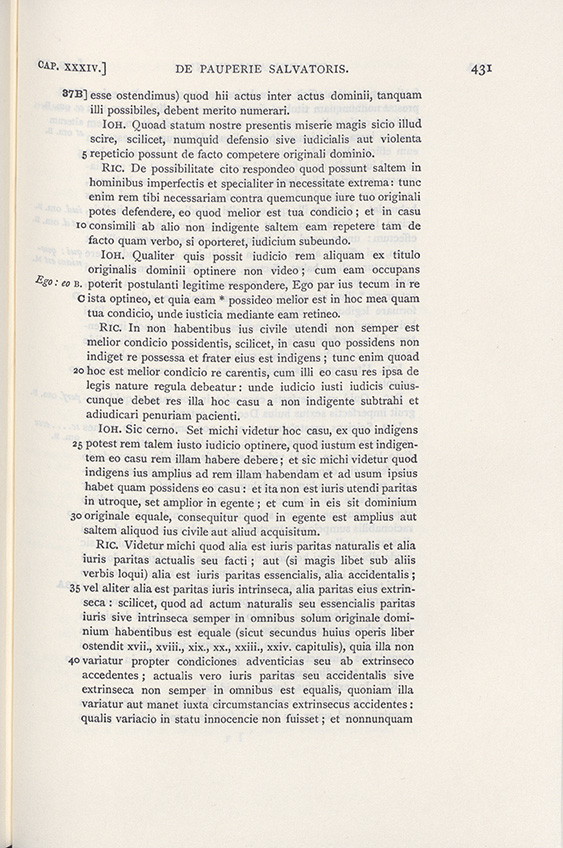 CAP. XXXIV.] DE PAUPERIE SALVATORIS. 431
37B] esse ostendimus) quod hii actus inter actus dominii, tanquam
illi possibiles, debent merito numerari.
IOH. Quoad statum nostre presentis miserie magis sicio illud
scire, scilicet, numquid defensio sive iudicialis aut violenta
5 repeticio possunt de facto competere originali dominio.
RIC. De possibilitate cito respondeo quod possunt saltem in
hominibus imperfectis et specialiter in necessitate extrema: tunc
enim rem tibi necessariam contra quemcunque iure tuo originali
potes defendere, eo quod melior est tua condicio; et in casu
10 consimili ab alio non indigente saltem eam repetere tam de
facto quam verbo, si oporteret, iudicium subeundo.
IOH. Qualiter quis possit iudicio rem aliquam ex titulo
originalis dominii optinere non video; cum eam occupans
Ego: eo B. poterit postulanti legitime respondere, Ego par ius tecum in re
C ista optineo, et quia eam * possideo melior est in hoc mea quam
tua condicio, unde iusticia mediante eam retineo.
RIC. In non habentibus ius civile utendi non semper est
melior condicio possidentis, scilicet, in casu quo possidens non
indiget re possessa et frater eius est indigens; tunc enim quoad
20 hoc est melior condicio re carentis, cum illi eo casu res ipsa de
legis nature regula debeatur: unde iudicio iusti iudicis cuius-
cunque debet res illa hoc casu a non indigente subtrahi et
adiudicari penuriam pacienti.
IOH. Sic cerno. Set michi videtur hoc casu, ex quo indigens
25 potest rem talem iusto iudicio optinere, quod iustum est indigen-
tem eo casu rem illam habere debere; et sic michi videtur quod
indigens ius amplius ad rem illam habendam et ad usum ipsius
habet quam possidens eo casu: et ita non est iuris utendi paritas
in utroque, set amplior in egente; et cum in eis sit dominium
30 originale equale, consequitur quod in egente est amplius aut
saltem aliquod ius civile aut aliud acquisitum.
RIC. Videtur michi quod alia est iuris paritas naturalis et alia
iuris paritas actualis seu facti; aut (si magis libet sub aliis
verbis loqui) alia est iuris paritas essencialis, alia accidentalis;
35 vel aliter alia est paritas iuris intrinseca, alia paritas eius extrin-
seca: scilicet, quod ad actum naturalis seu essencialis paritas
iuris sive intrinseca semper in omnibus solum originale domi-
nium habentibus est equale (sicut secundus huius operis liber
ostendit xvii., xviii., xix., xx., xxiii., xxiv. capitulis), quia illa non
40 variatur propter condiciones adventicias seu ab extrinseco
accedentes; actualis vero iuris paritas seu accidentalis sive
extrinseca non semper in omnibus est equalis, quoniam illa
variatur aut manet iuxta circumstancias extrinsecus accidentes:
qualis variacio in statu innocencie non fuisset; et nonnunquam